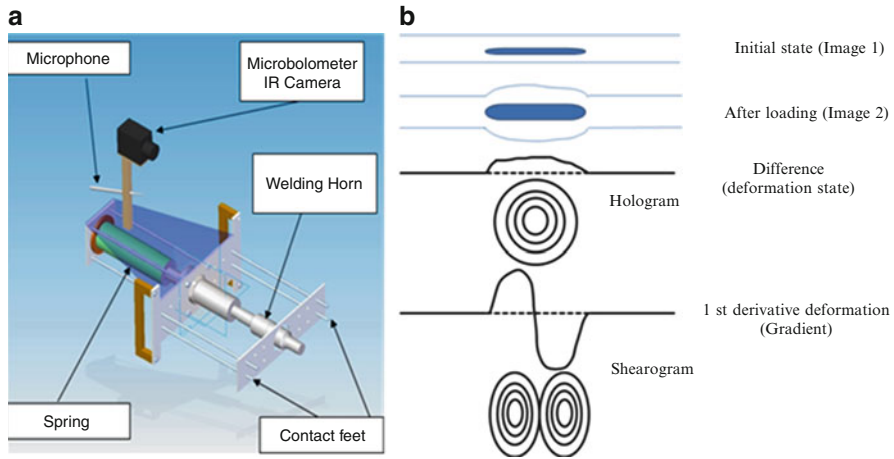 a
Microphone
Microbolometer
IR Camera
Welding Horn
Spring
Contact feet
b
Initial state (Image 1)
After loading (Image 2)
Difference
(deformation state)
Hologram
1 st derivative deformation
(Gradient)
Shearogram